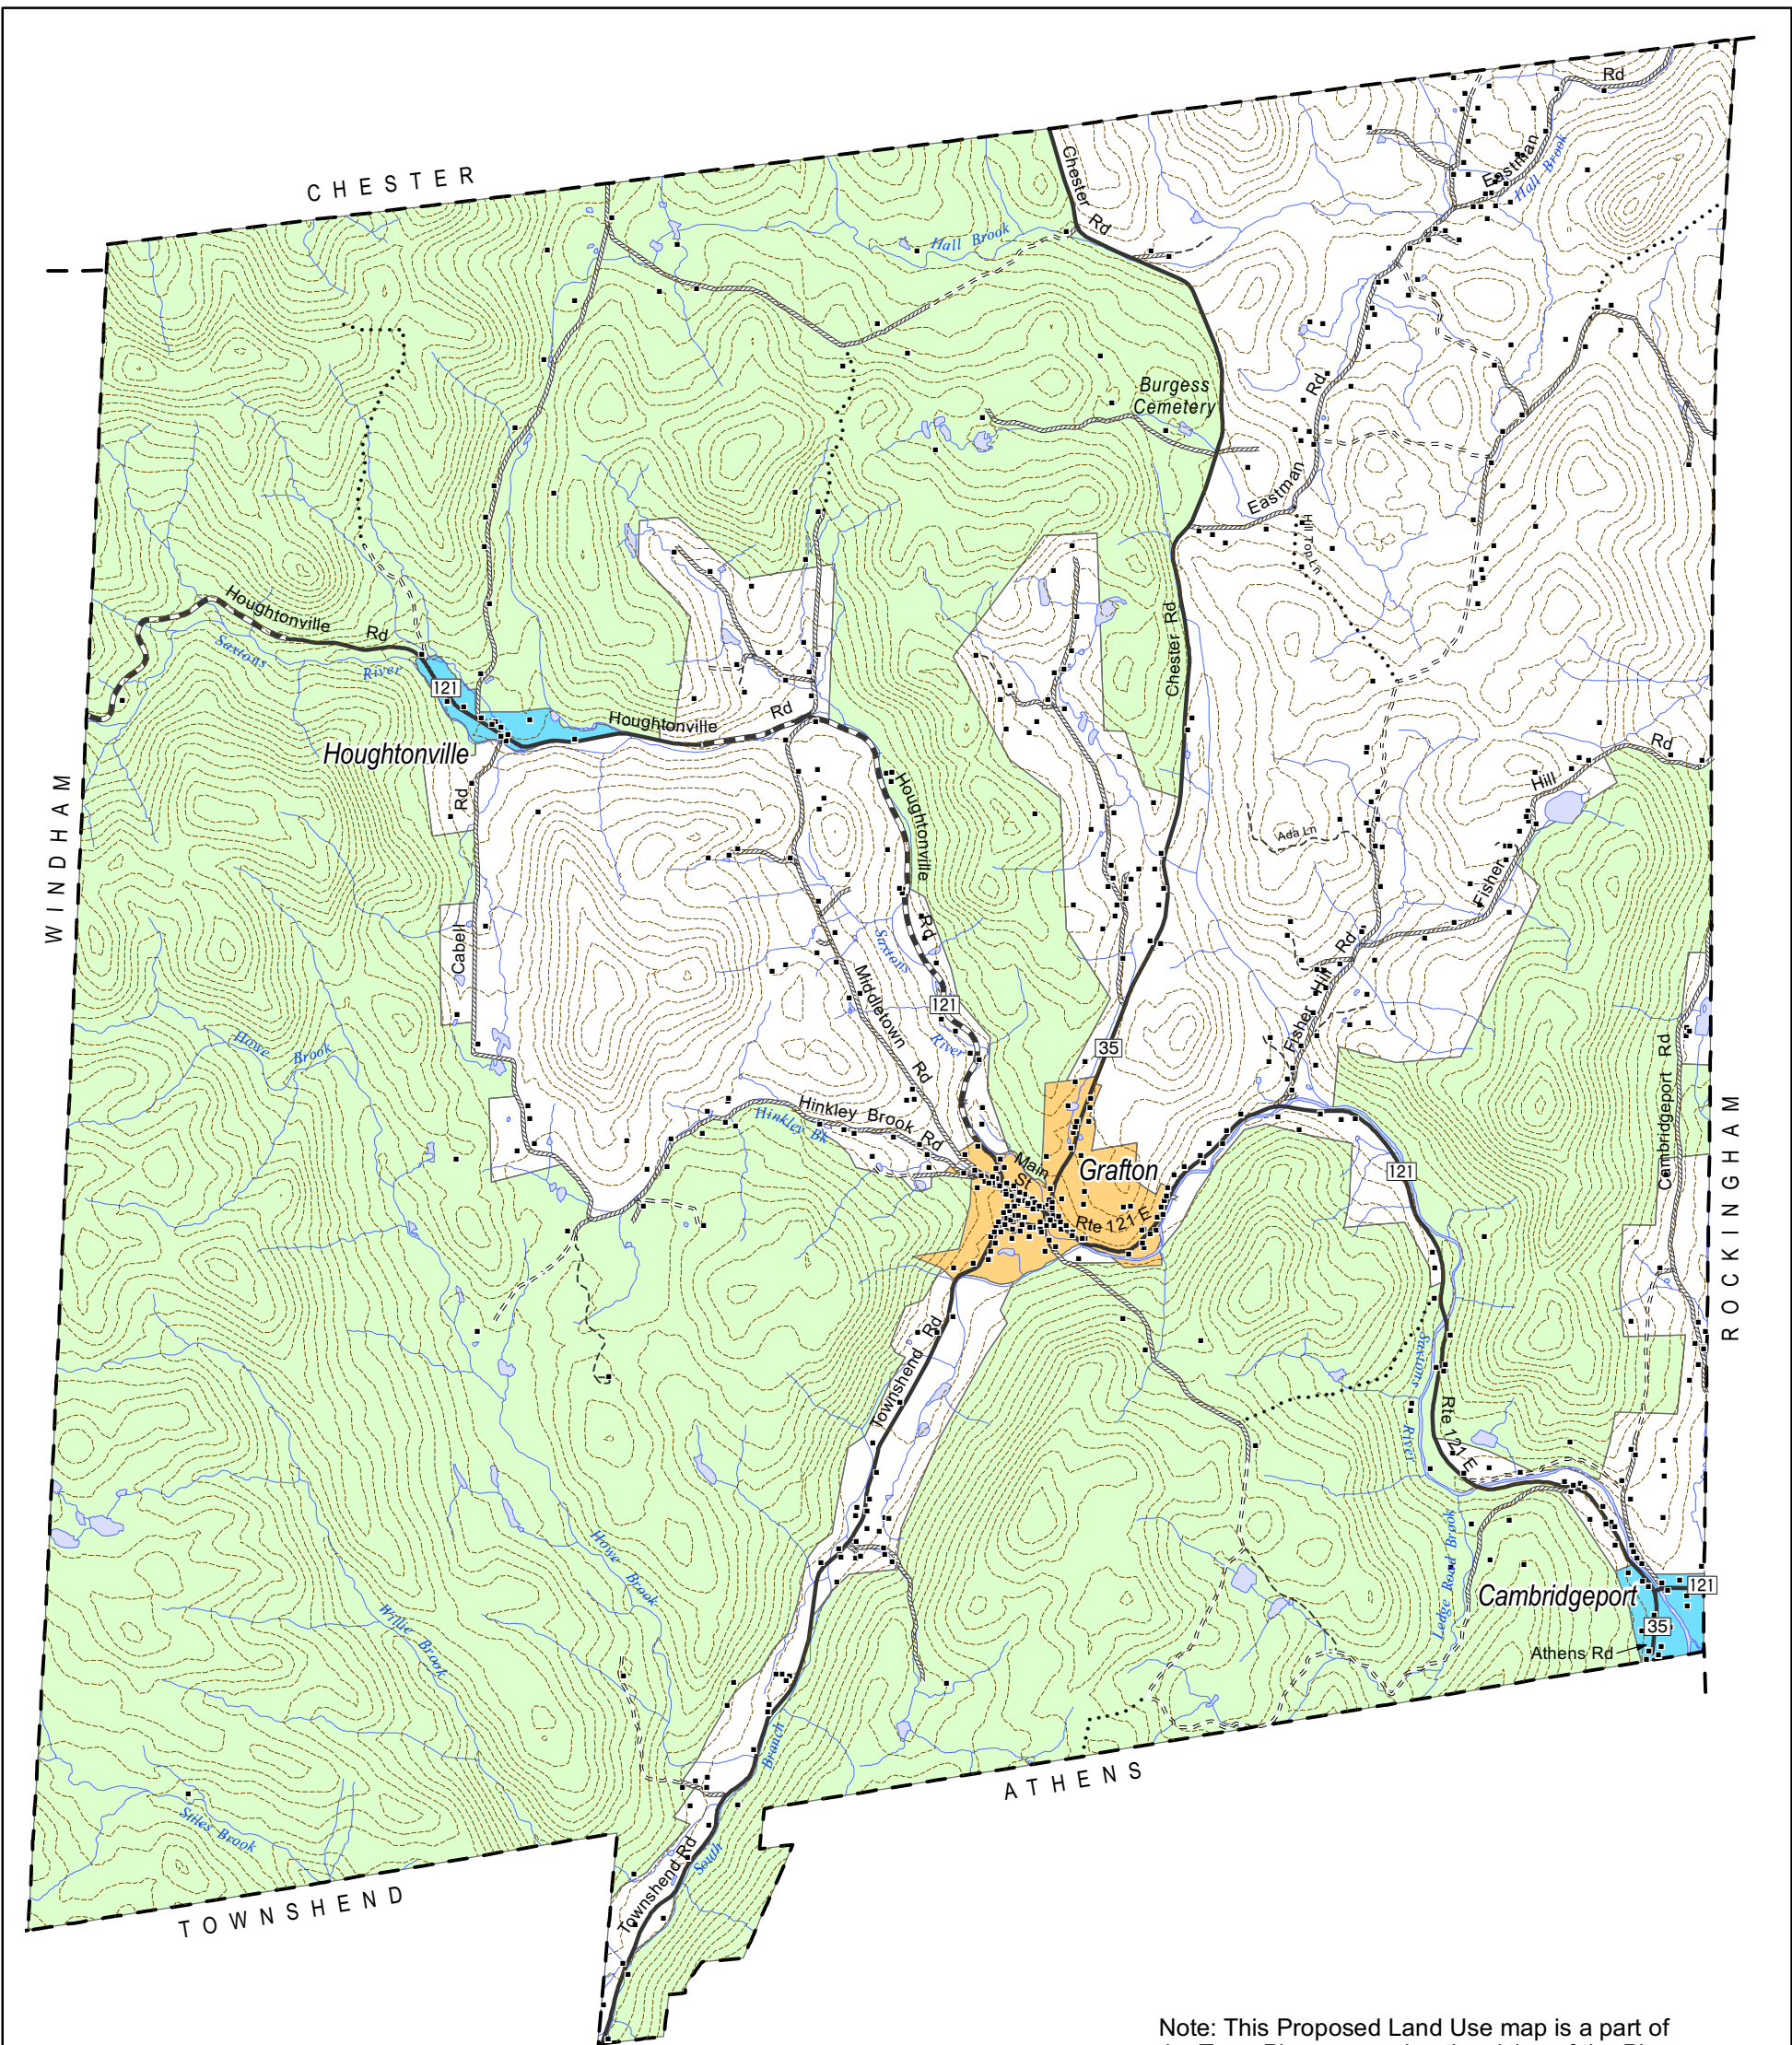 CHESTER
Rd
Eastman
Hall Brook
Chester Rd
Hall Brook
Burgess
Cemetery
Rd
Eastman
Hill Top Ln
Houghtonville
Rd
Saxtons
River
121
Chester Rd
Houghtonville
Rd
Houghtonville
Rd
Hill
Rd
WINDHAM
Houghtonville
Rd
Ada Ln
Fisher
Cabell
Saxtons
Rd
Middletown
Rd
121
River
Fisher Hill Rd
Howe Brook
35
Cambridgeport Rd
ROCKINGHAM
Hinkley Brook Rd
Hinkley Bk
Main
St
Grafton
121
Rte 121 E
Townshend Rd
Saxtons
River
Rte 121 E
Howe
Brook
Ledge Road Brook
Willie Brook
Cambridgeport
121
35
Athens Rd
Branch
ATHENS
Stiles Brook
South
Townshend Rd
TOWNSHEND
Note: This Proposed Land Use map is a part of